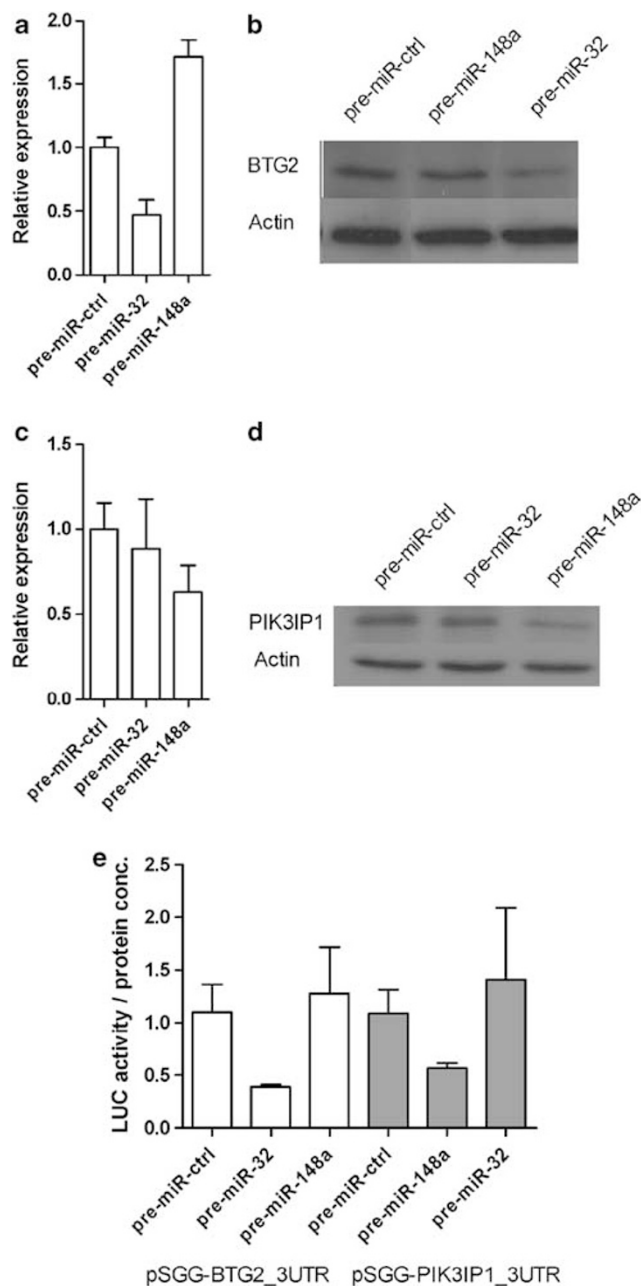 a
Relative expression
2.0
1.5
1.0
0.5
0.0
pre-miR-ctrl
pre-miR-32
pre-miR-148a
b
pre-miR-ctrl
pre-miR-148a
pre-miR-32
BTG2
Actin
c
Relative expression
1.5
1.0
0.5
0.0
pre-miR-ctrl
pre-miR-32
pre-miR-148a
d
pre-miR-ctrl
pre-miR-32
pre-miR-148a
PIK3IP1
Actin
e
LUC activity / protein conc.
2.5
2.0
1.5
1.0
0.5
0.0
pre-miR-ctrl
pre-miR-32
pre-miR-148a
pre-miR-ctrl
pre-miR-148a
pre-miR-32
pSGG-BTG2_3UTR
pSGG-PIK3IP1_3UTR